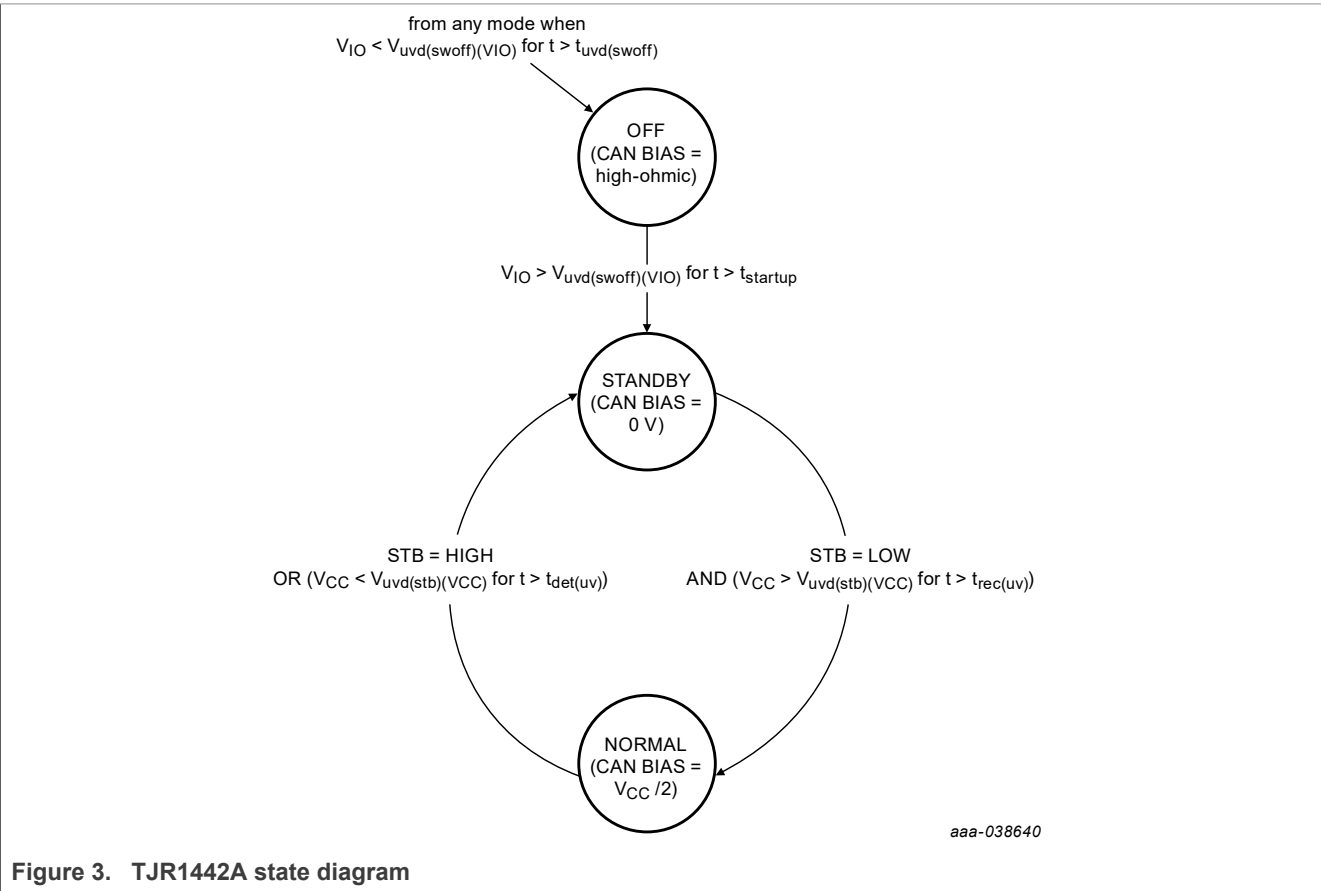 from any mode when
VIO < Vuvd(swoff)(VIO) for t > tuvd(swoff)
OFF
(CAN BIAS =
high-ohmic)
VIO > Vuvd(swoff)(VIO) for t > tstartup
STANDBY
(CAN BIAS =
0 V)
STB = HIGH
OR (VCC < Vuvd(stb)(VCC) for t > tdet(uv))
STB = LOW
AND (VCC > Vuvd(stb)(VCC) for t > trec(uv))
NORMAL
(CAN BIAS =
VCC /2)
aaa-038640
Figure 3. TJR1442A state diagram